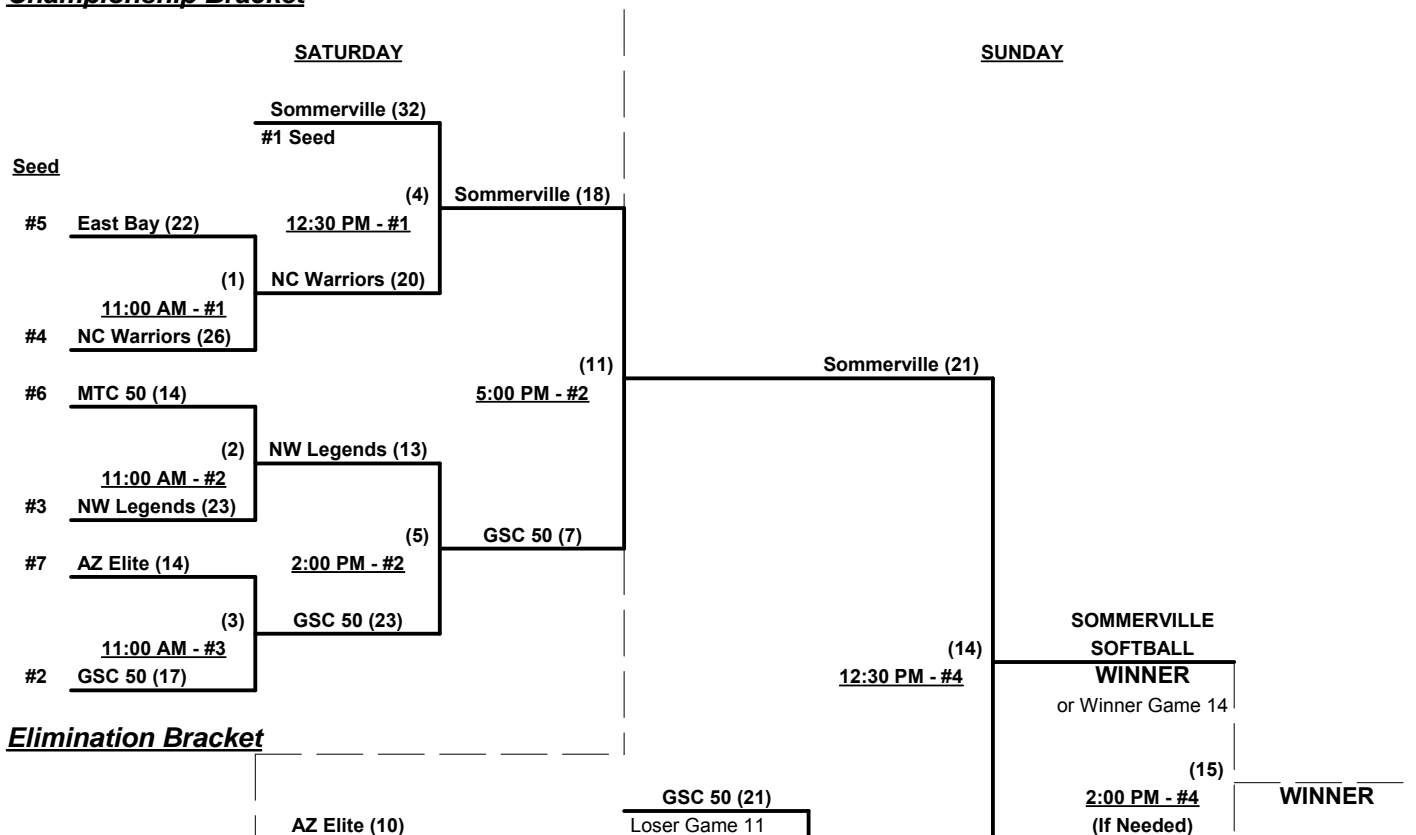 Championship Bracket
SATURDAY
SUNDAY
Sommerville (32)
#1 Seed
Seed
(4)
Sommerville (18)
#5
East Bay (22)
12:30 PM - #1
(1)
NC Warriors (20)
11:00 AM - #1
#4
NC Warriors (26)
(11)
Sommerville (21)
#6
MTC 50 (14)
5:00 PM - #2
(2)
NW Legends (13)
11:00 AM - #2
#3
NW Legends (23)
(5)
GSC 50 (7)
#7
AZ Elite (14)
2:00 PM - #2
(3)
GSC 50 (23)
SOMMERVILLE
11:00 AM - #3
(14)
SOFTBALL
#2
GSC 50 (17)
12:30 PM - #4
WINNER
or Winner Game 14
Elimination Bracket
(15)
GSC 50 (21)
2:00 PM - #4
WINNER
AZ Elite (10)
Loser Game 11
(If Needed)